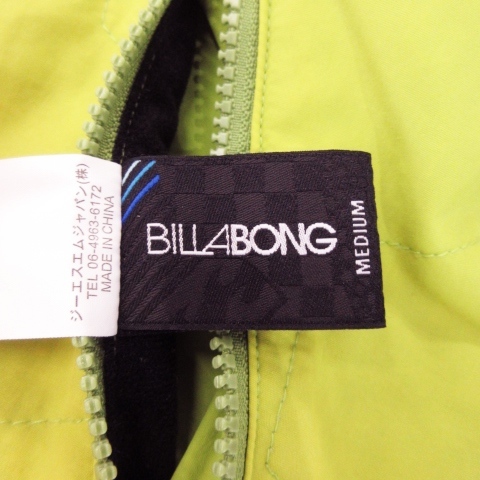 ジーエスエムジャパン(株)
TEL 06-4963-6172
MADE IN CHINA
BILLABONG
MEDIUM